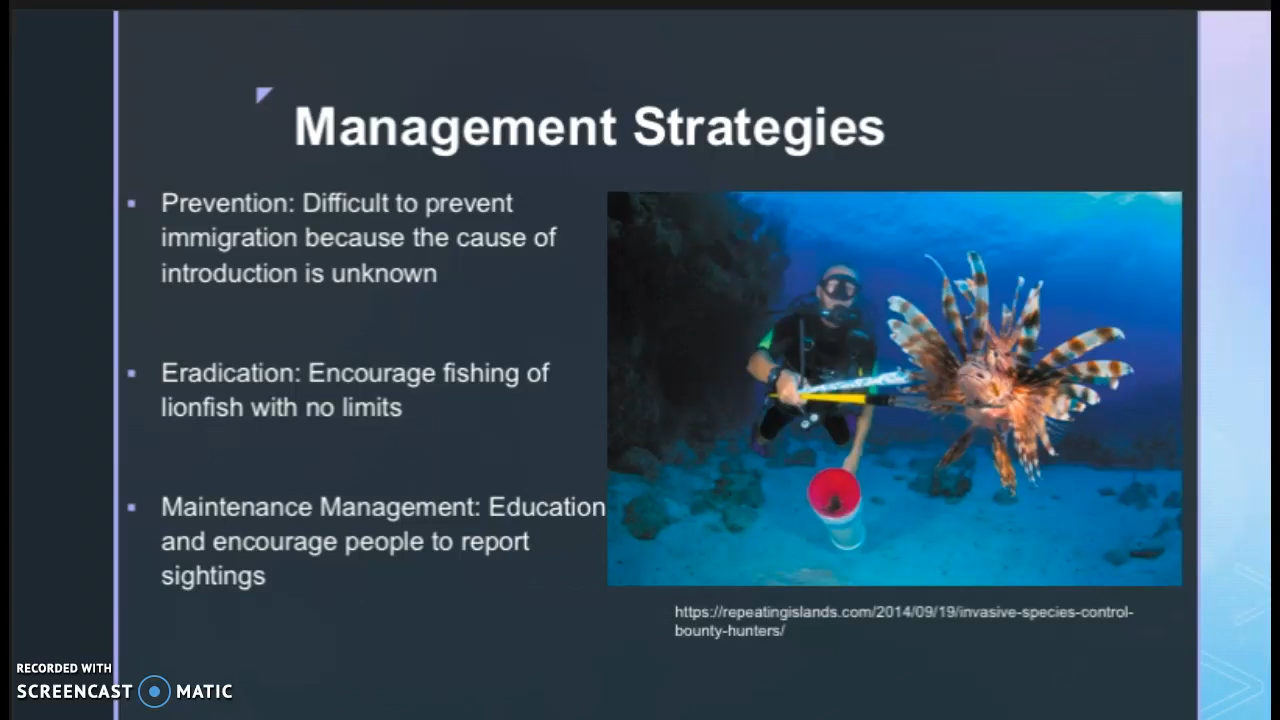 Management Strategies
▪ Prevention: Difficult to prevent
immigration because the cause of
introduction is unknown
▪ Eradication: Encourage fishing of
lionfish with no limits
▪ Maintenance Management: Education
and encourage people to report
sightings
https://repeatingislands.com/2014/09/19/invasive-species-control-
bounty-hunters/
RECORDED WITH
SCREENCAST MATIC